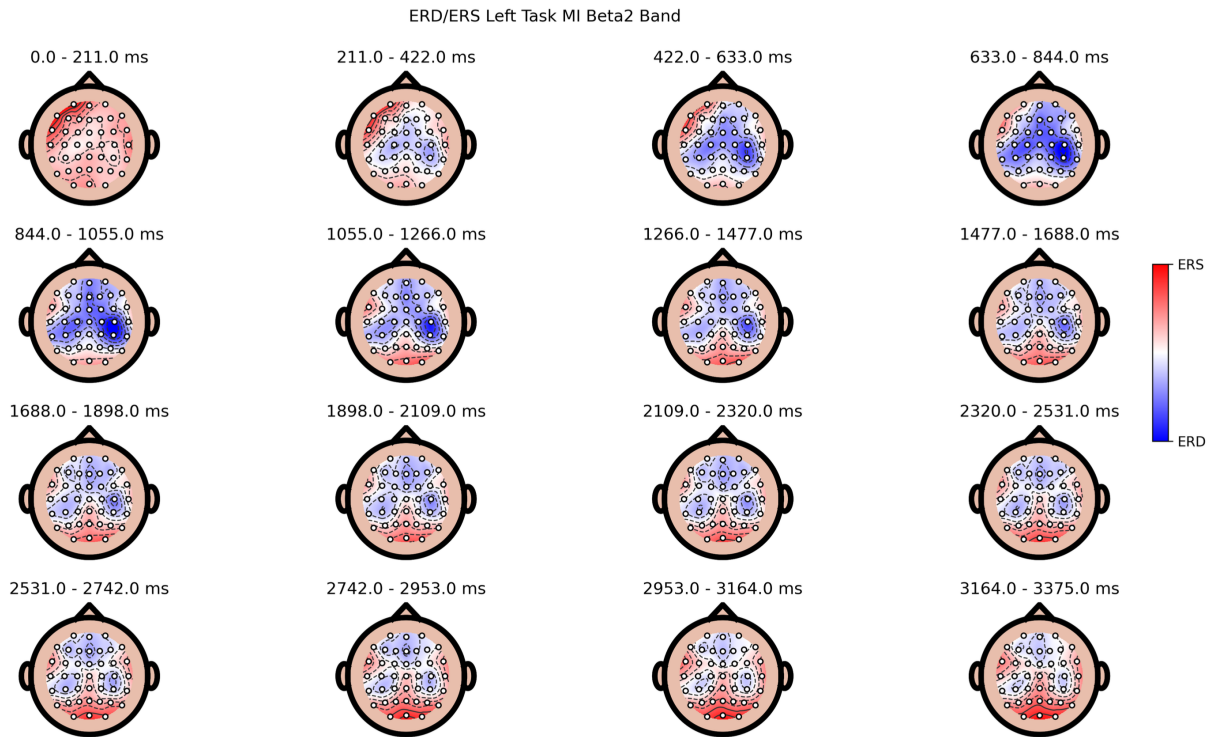 ERD/ERS Left Task MI Beta2 Band
0.0 - 211.0 ms
211.0 - 422.0 ms
422.0 - 633.0 ms
633.0 - 844.0 ms
844.0 - 1055.0 ms
1055.0 - 1266.0 ms
1266.0 - 1477.0 ms
1477.0 - 1688.0 ms
ERS
ERD
1688.0 - 1898.0 ms
1898.0 - 2109.0 ms
2109.0 - 2320.0 ms
2320.0 - 2531.0 ms
2531.0 - 2742.0 ms
2742.0 - 2953.0 ms
2953.0 - 3164.0 ms
3164.0 - 3375.0 ms